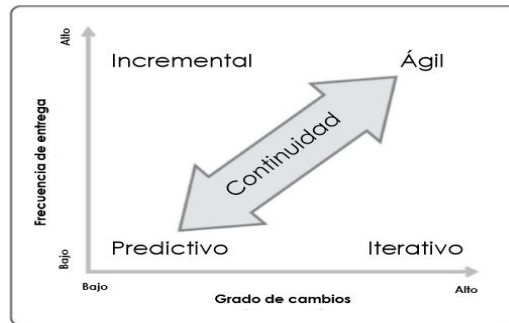 Alto
Incremental
Ágil
Frecuencia de entrega
Continuidad
Predictivo
Iterativo
Bajo
Bajo
Grado de cambios
Alto